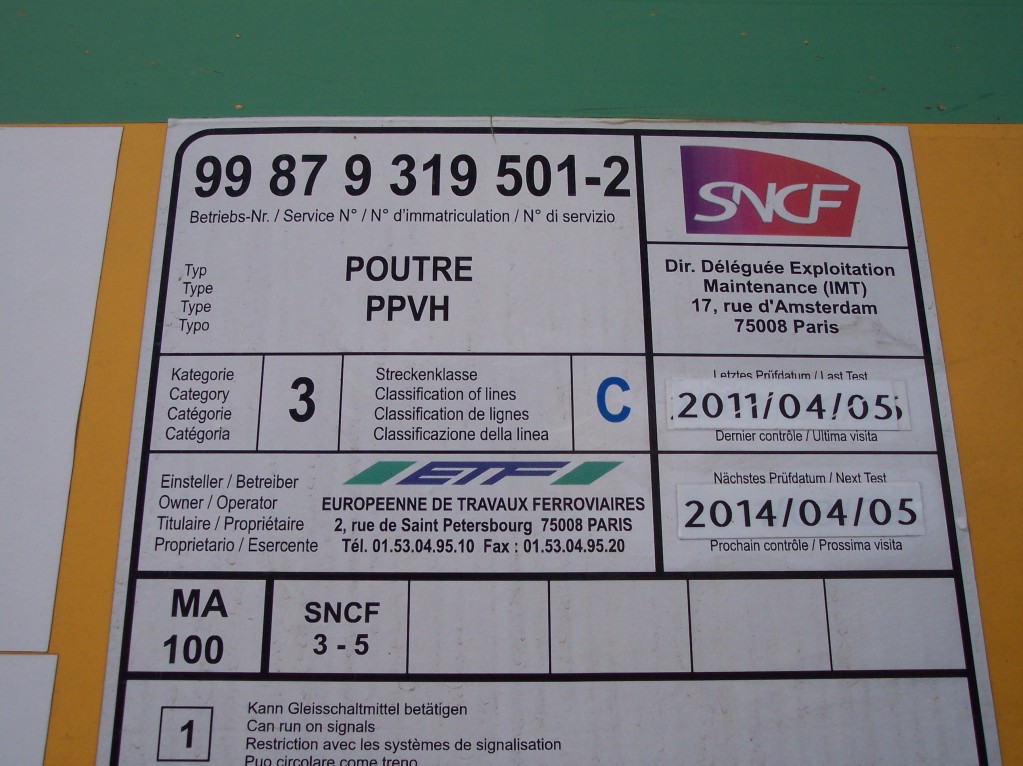 99 87 9 319 501-2
Betriebs-Nr. / Service N° / N° d'immatriculation / N° di servizio
SNCF
Typ
Type
Type
Typo
POUTRE
PPVH
Dir. Déléguée Exploitation
Maintenance (IMT)
17, rue d'Amsterdam
75008 Paris
Kategorie
Category
Catégorie
Catégoria
3
Streckenklasse
Classification of lines
Classification de lignes
Classificazione della linea
C
Letztes Prüfdatum / Last Test
2011/04/05
Dernier contrôle / Ultima visita
Einsteller / Betreiber
Owner / Operator
Titulaire / Propriétaire
Proprietario / Esercente
ETF
EUROPEENNE DE TRAVAUX FERROVIAIRES
2, rue de Saint Petersbourg 75008 PARIS
Tél. 01.53.04.95.10 Fax : 01.53.04.95.20
Nächstes Prüfdatum / Next Test
2014/04/05
Prochain contrôle / Prossima visita
MA
100
SNCF
3 - 5
1
Kann Gleisschaltmittel betätigen
Can run on signals
Restriction avec les systèmes de signalisation
Puo circolare come treno